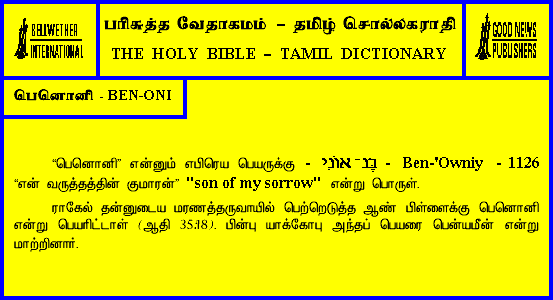 BELLWETHER
INTERNATIONAL
பரிசுத்த வேதாகமம் – தமிழ் சொல்லகராதி
THE HOLY BIBLE – TAMIL DICTIONARY
GOOD NEWS
PUBLISHERS
பெனொனி - BEN-ONI
“பெனொனி” என்னும் எபிரெய பெயருக்கு - בֶּן־אוֹנִי - Ben-'Owniy - 1126
“என் வருத்தத்தின் குமாரன்” "son of my sorrow" என்று பொருள்.
ராகேல் தன்னுடைய மரணத்தருவாயில் பெற்றெடுத்த ஆண் பிள்ளைக்கு பெனொனி
என்று பெயரிட்டாள் (ஆதி 35:18). பின்பு யாக்கோபு அந்தப் பெயரை பென்யமீன் என்று
மாற்றினார்.